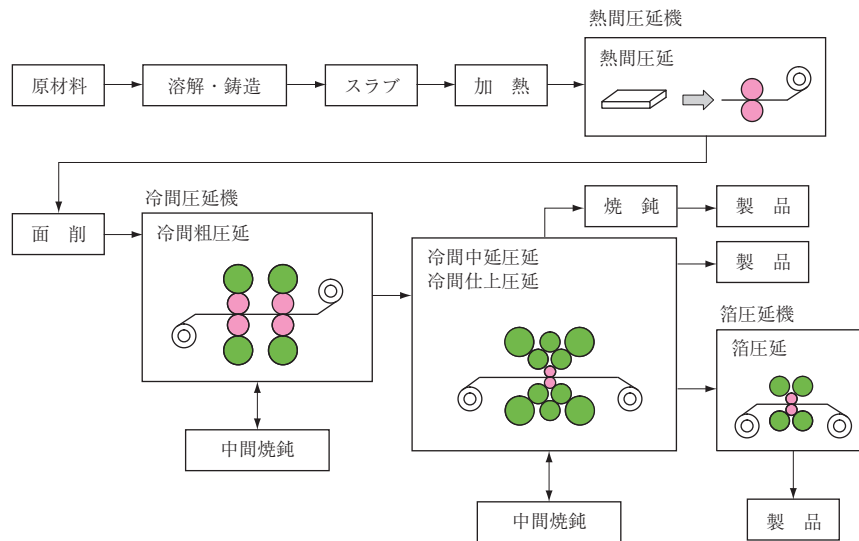 熱間圧延機
原材料
溶解・鋳造
スラブ
加　熱
熱間圧延
面　削
冷間圧延機
冷間粗圧延
中間焼鈍
冷間中延圧延
冷間仕上圧延
中間焼鈍
焼　鈍
製　品
製　品
箔圧延機
箔圧延
製　品